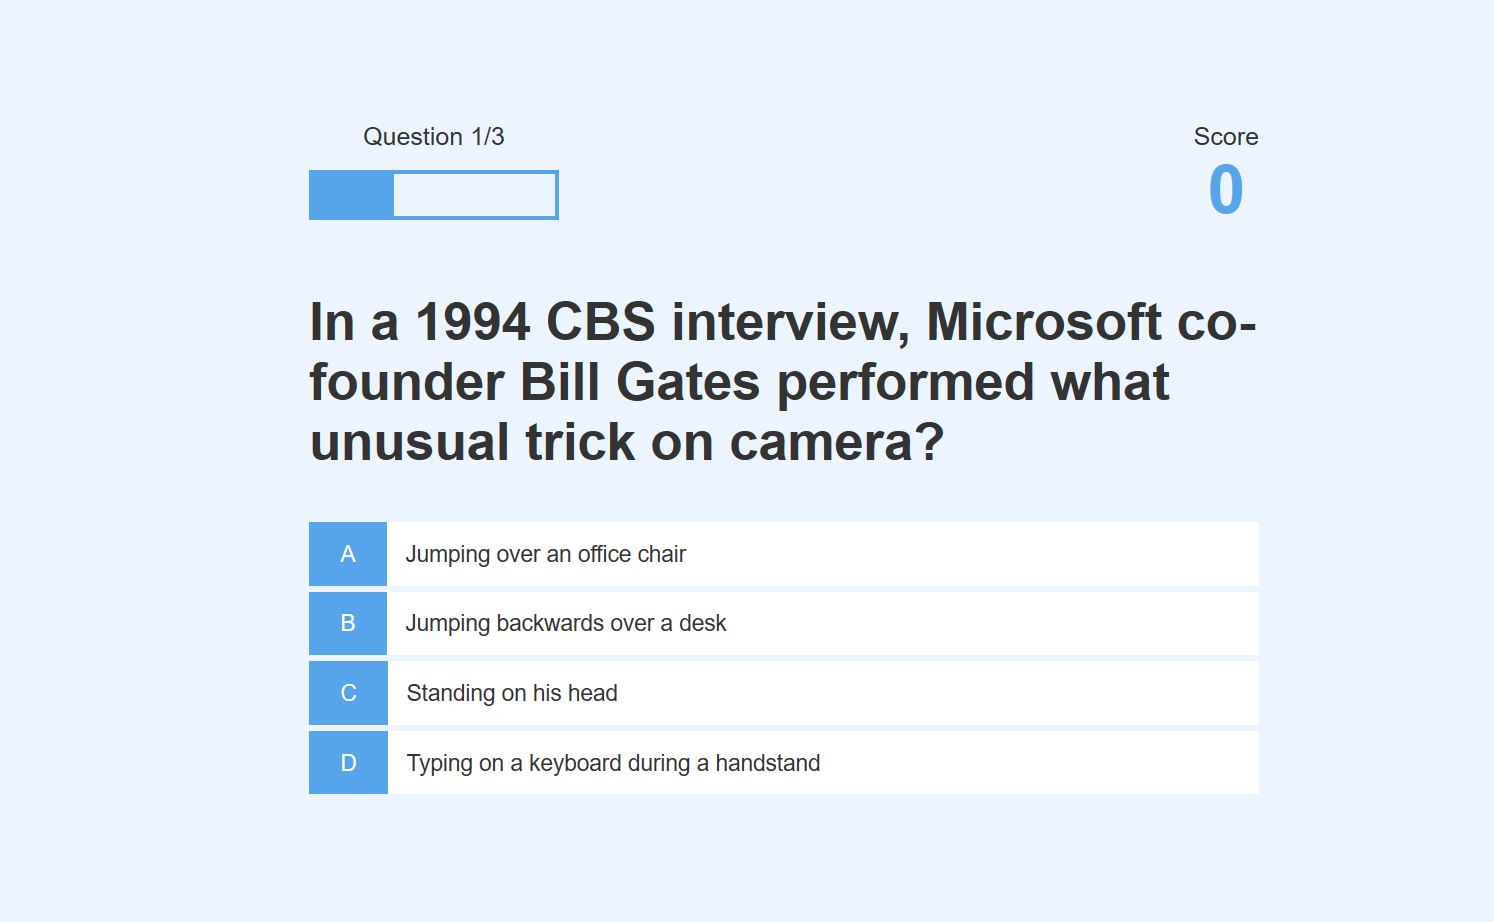 Question 1/3
Score
0
In a 1994 CBS interview, Microsoft co-
founder Bill Gates performed what
unusual trick on camera?
A Jumping over an office chair
B Jumping backwards over a desk
C Standing on his head
D Typing on a keyboard during a handstand